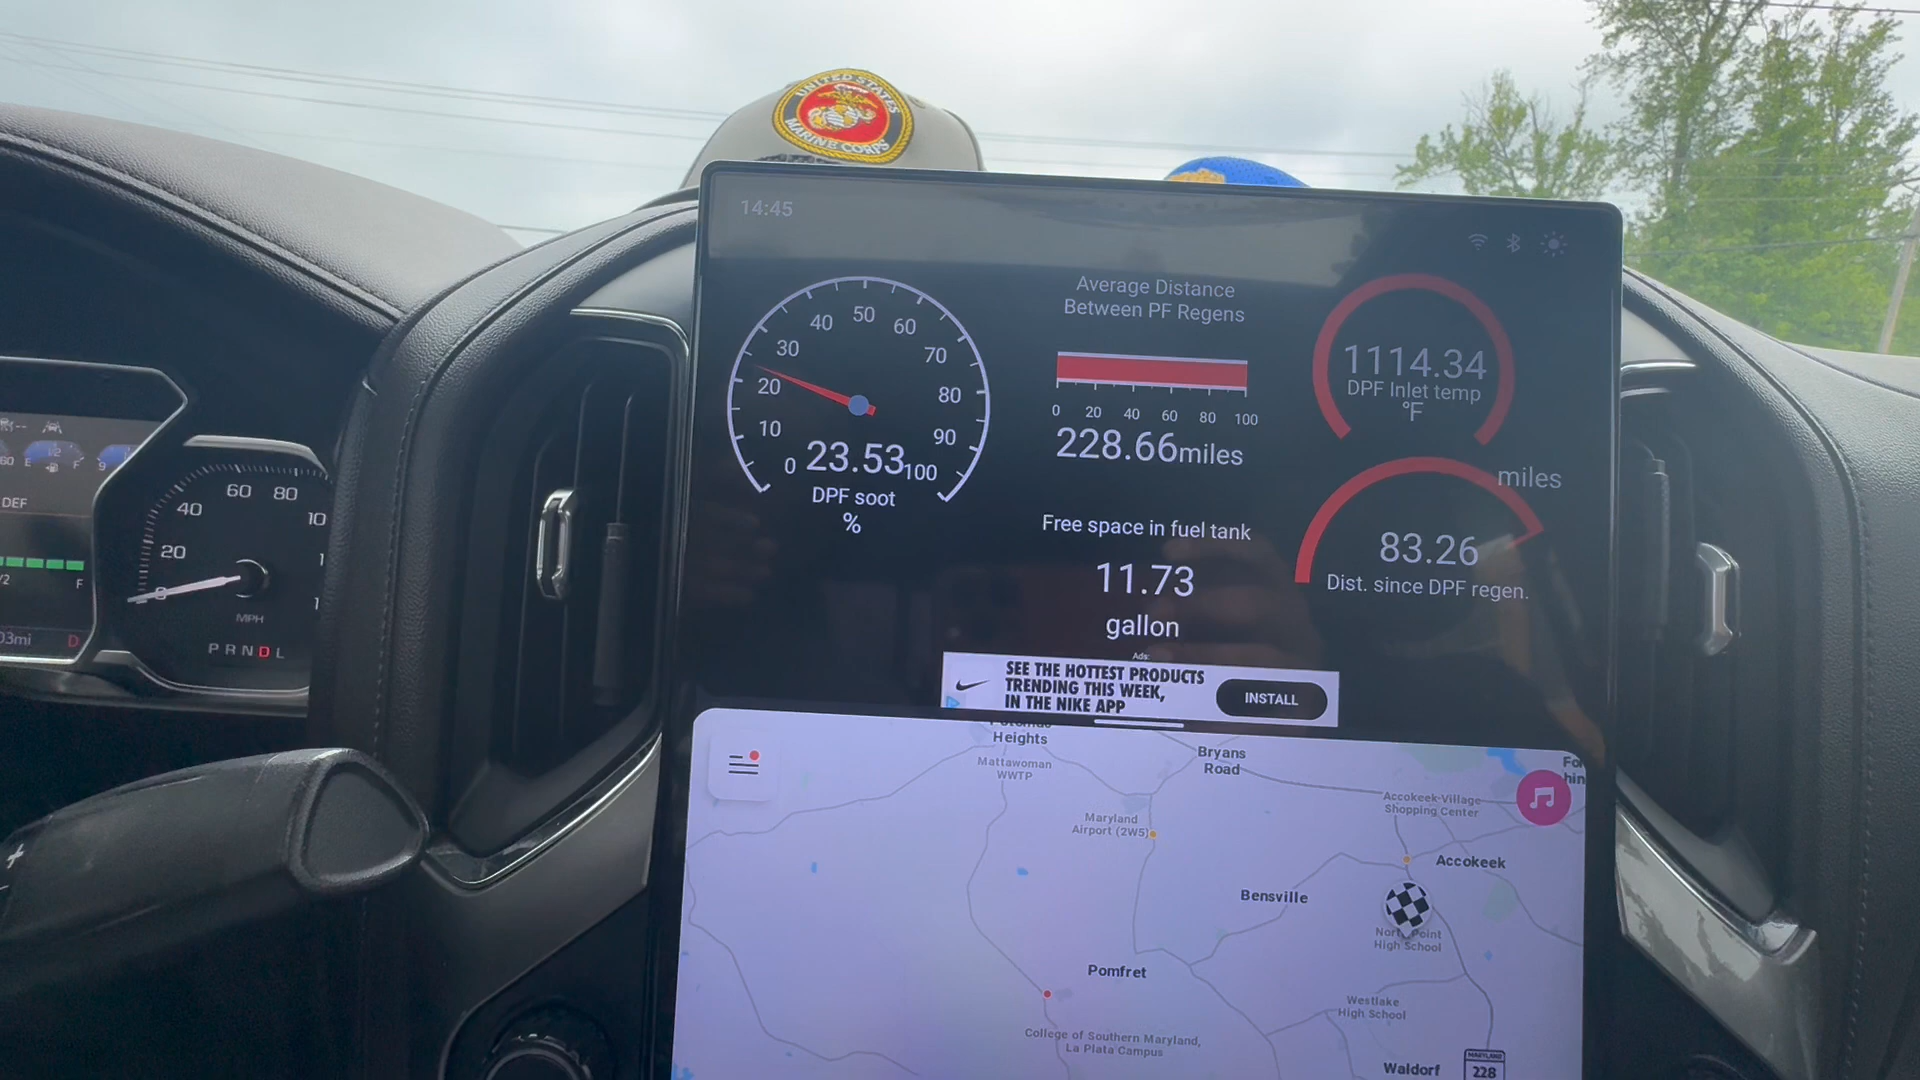 UNITED STATES
MARINE CORPS
14:45
0
10
20
30
40
50
60
70
80
90
100
23.53
DPF soot
%
Average Distance
Between PF Regens
0 20 40 60 80 100
228.66miles
1114.34
DPF Inlet temp
°F
miles
83.26
Dist. since DPF regen.
Free space in fuel tank
11.73
gallon
Ads:
SEE THE HOTTEST PRODUCTS
TRENDING THIS WEEK,
IN THE NIKE APP
INSTALL
E F
DEF
F
D
0
20
40
60
80
MPH
P R N D L
Heights
Mattawoman
WWTP
Bryans
Road
Maryland
Airport (2W5)
Accokeek-Village
Shopping Center
Accokeek
Bensville
North Point
High School
Pomfret
Westlake
High School
College of Southern Maryland,
La Plata Campus
Waldorf
MARYLAND
228